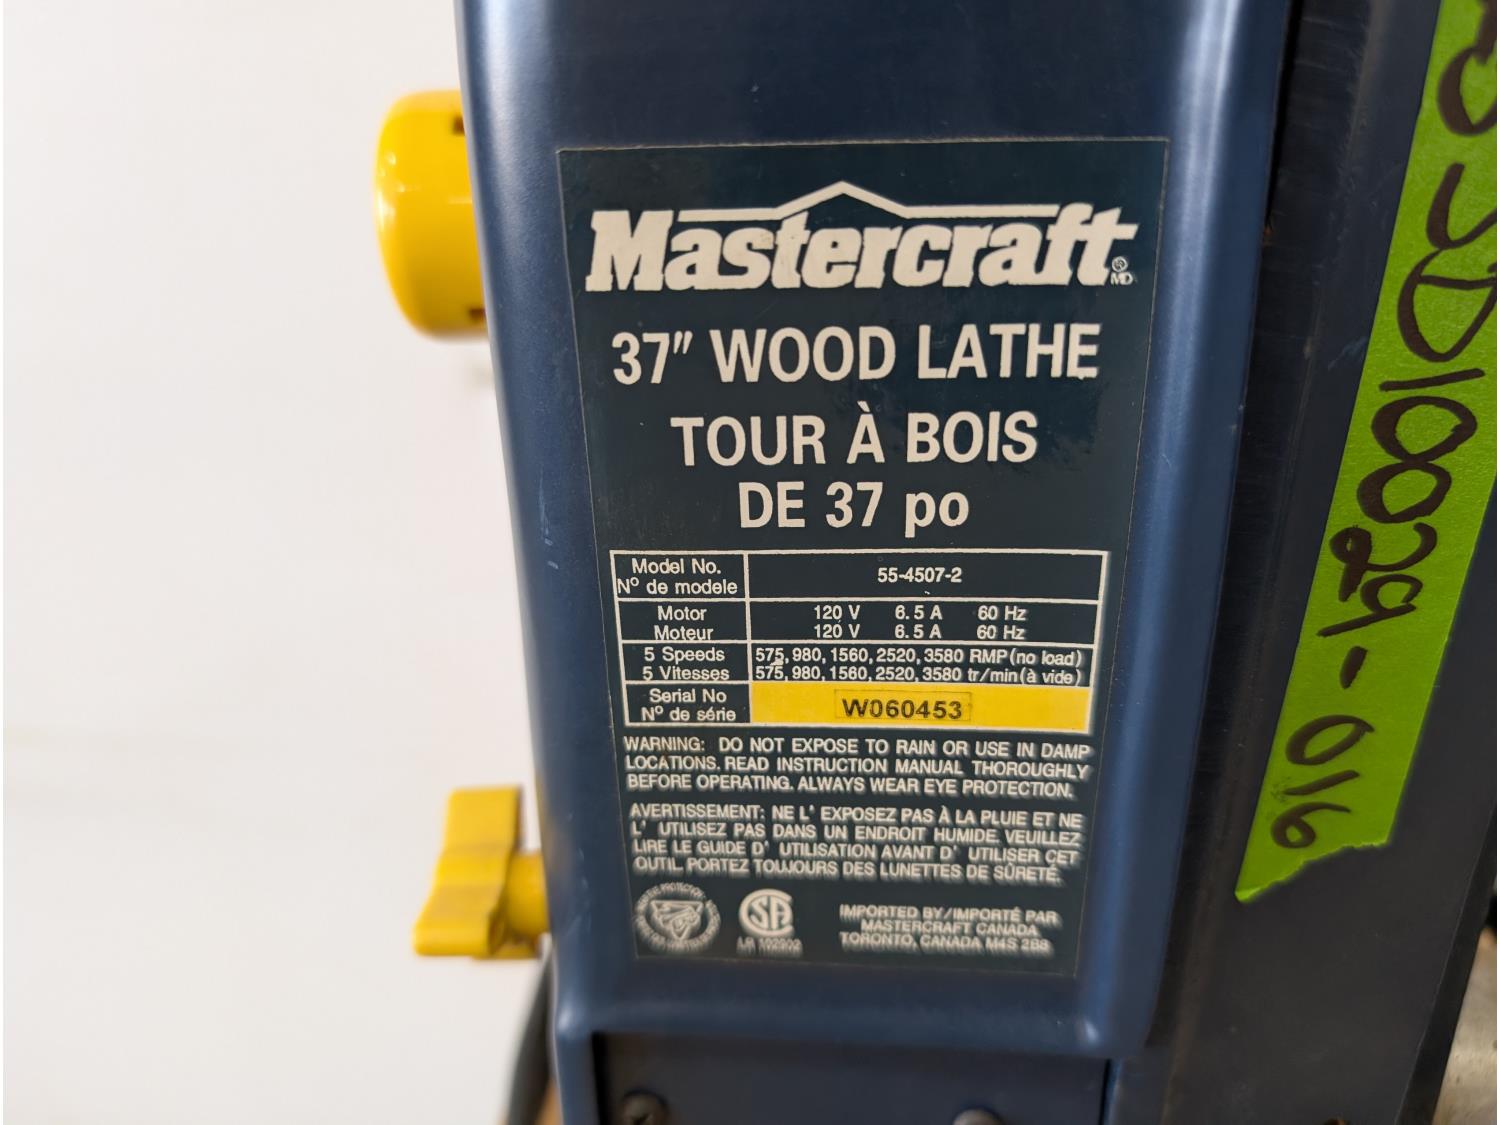 Mastercraft®
MD
37" WOOD LATHE
TOUR À BOIS
DE 37 po
Model No.
Nº de modele
55-4507-2
Motor 120 V 6.5 A 60 Hz
Moteur 120 V 6.5 A 60 Hz
5 Speeds 575, 980, 1560, 2520, 3580 RMP (no load)
5 Vitesses 575, 980, 1560, 2520, 3580 tr/min (à vide)
Serial No
Nº de série
W060453
WARNING: DO NOT EXPOSE TO RAIN OR USE IN DAMP
LOCATIONS. READ INSTRUCTION MANUAL THOROUGHLY
BEFORE OPERATING. ALWAYS WEAR EYE PROTECTION.
AVERTISSEMENT: NE L' EXPOSEZ PAS À LA PLUIE ET NE
L' UTILISEZ PAS DANS UN ENDROIT HUMIDE. VEUILLEZ
LIRE LE GUIDE D' UTILISATION AVANT D' UTILISER CET
OUTIL. PORTEZ TOUJOURS DES LUNETTES DE SÛRETÉ.
SA
IMPORTED BY/IMPORTÉ PAR
MASTERCRAFT CANADA
TORONTO, CANADA M4S 2B8
SD10029-016